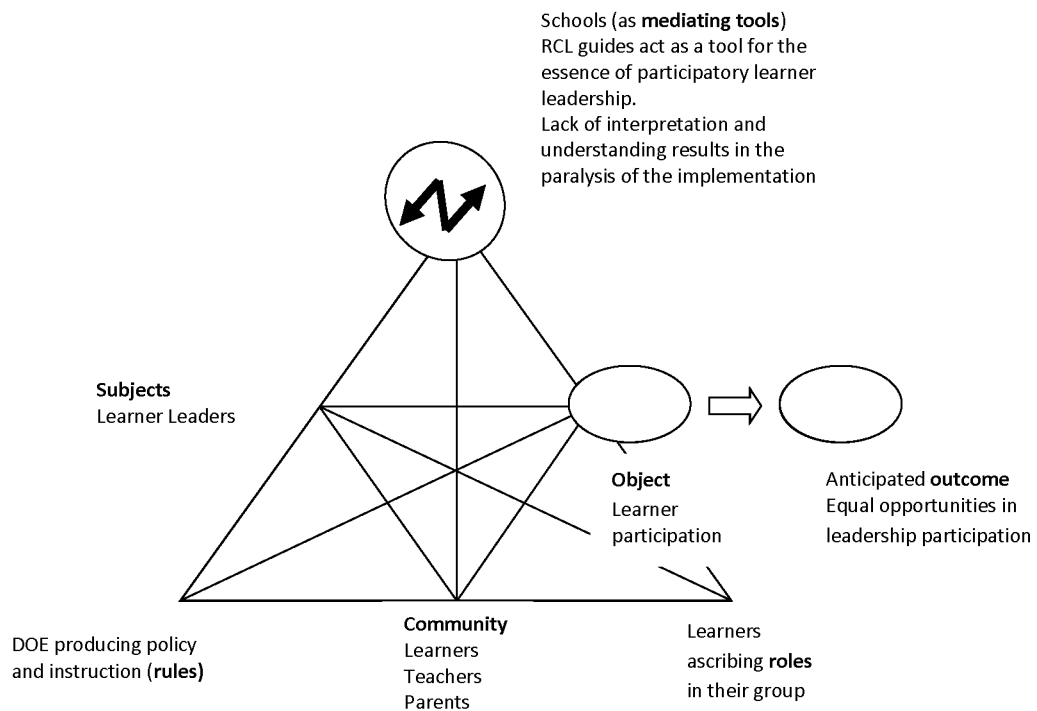 Schools (as mediating tools)
RCL guides act as a tool for the
essence of participatory learner
leadership.
Lack of interpretation and
understanding results in the
paralysis of the implementation
Subjects
Learner Leaders
Object
Learner
participation
Anticipated outcome
Equal opportunities in
leadership participation
DOE producing policy
and instruction (rules)
Community
Learners
Teachers
Parents
Learners
ascribing roles
in their group